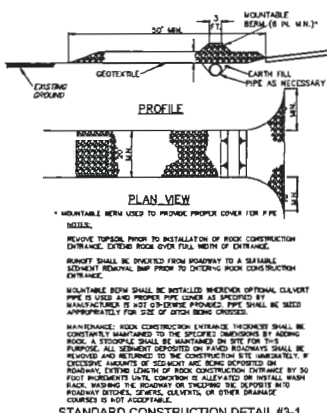 MOUNTABLE
BERM (6 IN. MIN.)*
3
FT.
50' MIN.
EXISTING
GROUND
GEOTEXTILE
EARTH FILL
PIPE AS NECESSARY
PROFILE
MIN.
20'
MIN.
MIN.
PLAN VIEW
* MOUNTABLE BERM USED TO PROVIDE PROPER COVER FOR PIPE
NOTES:
REMOVE TOPSOIL PRIOR TO INSTALLATION OF ROCK CONSTRUCTION
ENTRANCE. EXTEND ROCK OVER FULL WIDTH OF ENTRANCE.
RUNOFF SHALL BE DIVERTED FROM ROADWAY TO A SUITABLE
SEDIMENT REMOVAL BMP PRIOR TO ENTERING ROCK CONSTRUCTION
ENTRANCE.
MOUNTABLE BERM SHALL BE INSTALLED WHEREVER OPTIONAL CULVERT
PIPE IS USED AND PROPER PIPE COVER AS SPECIFIED BY
MANUFACTURER IS NOT OTHERWISE PROVIDED. PIPE SHALL BE SIZED
APPROPRIATELY FOR SIZE OF DITCH BEING CROSSED.
MAINTENANCE: ROCK CONSTRUCTION ENTRANCE THICKNESS SHALL BE
CONSTANTLY MAINTAINED TO THE SPECIFIED DIMENSIONS BY ADDING
ROCK. A STOCKPILE SHALL BE MAINTAINED ON SITE FOR THIS
PURPOSE. ALL SEDIMENT DEPOSITED ON PAVED ROADWAYS SHALL BE
REMOVED AND RETURNED TO THE CONSTRUCTION SITE IMMEDIATELY. IF
EXCESSIVE AMOUNTS OF SEDIMENT ARE BEING DEPOSITED ON
ROADWAY, EXTEND LENGTH OF ROCK CONSTRUCTION ENTRANCE BY 50
FOOT INCREMENTS UNTIL CONDITION IS ALLEVIATED OR INSTALL WASH
RACK. WASHING THE ROADWAY OR SWEEPING THE DEPOSITS INTO
ROADWAY DITCHES, SEWERS, CULVERTS, OR OTHER DRAINAGE
COURSES IS NOT ACCEPTABLE.
STANDARD CONSTRUCTION DETAIL #3-1